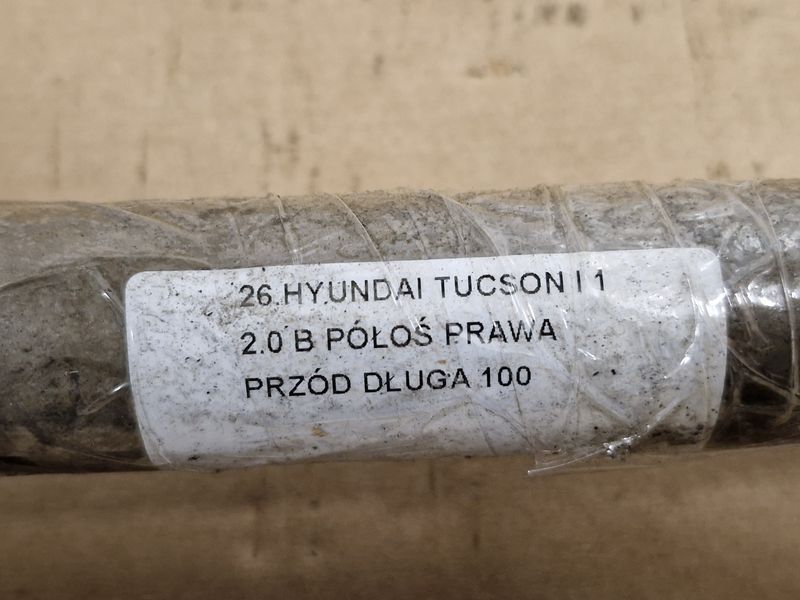 26.HYUNDAI TUCSON I 1
2.0 B PÓŁOŚ PRAWA
PRZÓD DŁUGA 100